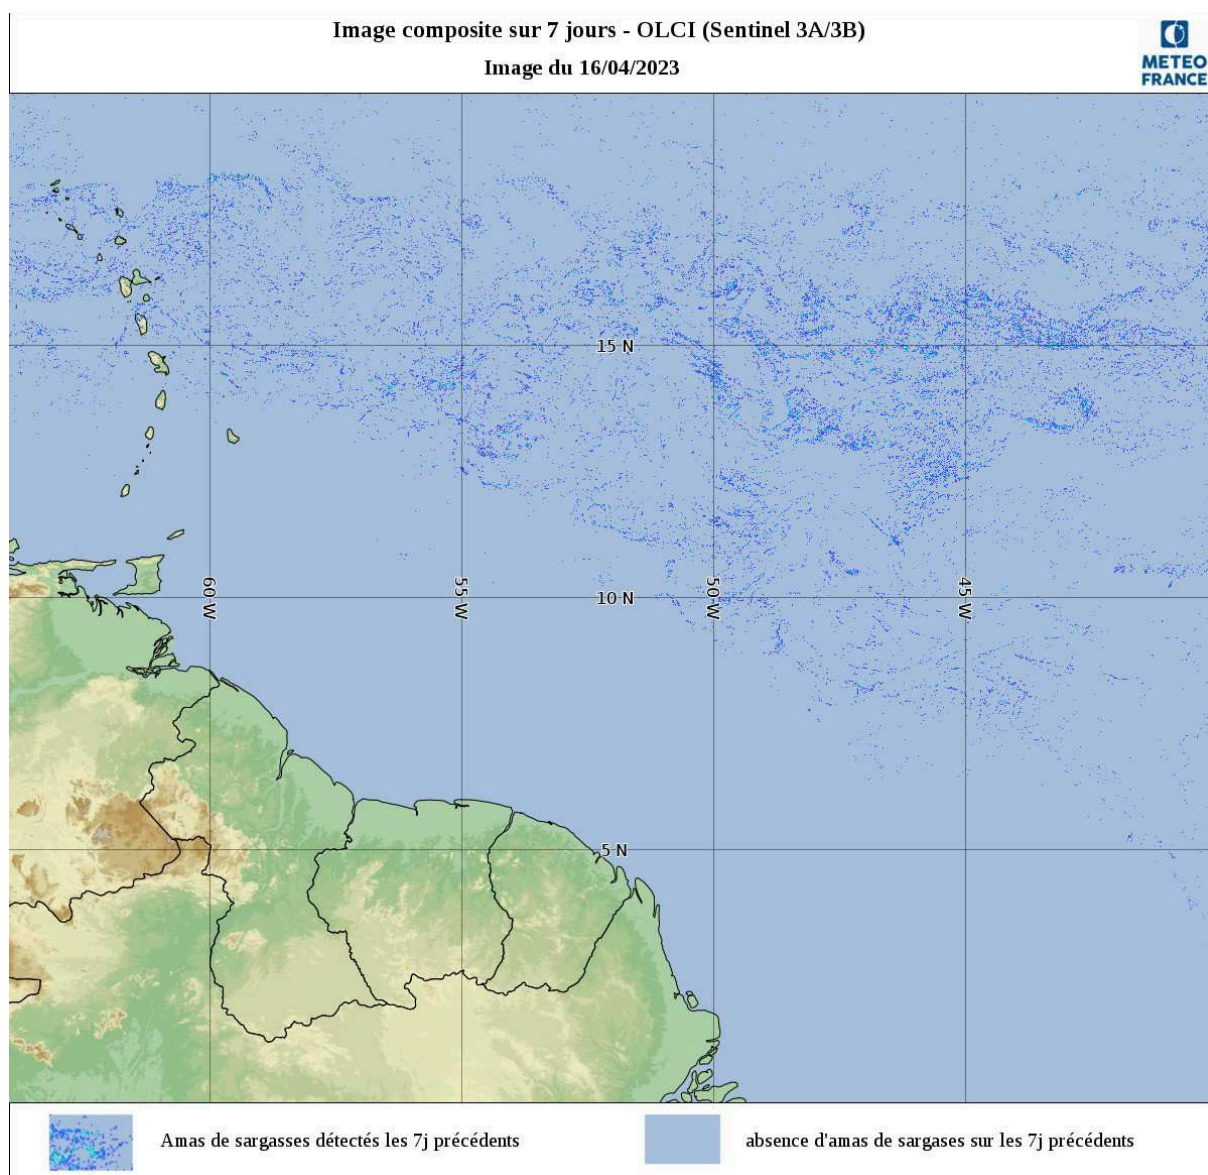 Image composite sur 7 jours - OLCI (Sentinel 3A/3B)
Image du 16/04/2023
METEO
FRANCE
15 N
60 W
55 W
10 N
50 W
45 W
5 N
Amas de sargasses détectés les 7j précédents
absence d'amas de sargases sur les 7j précédents